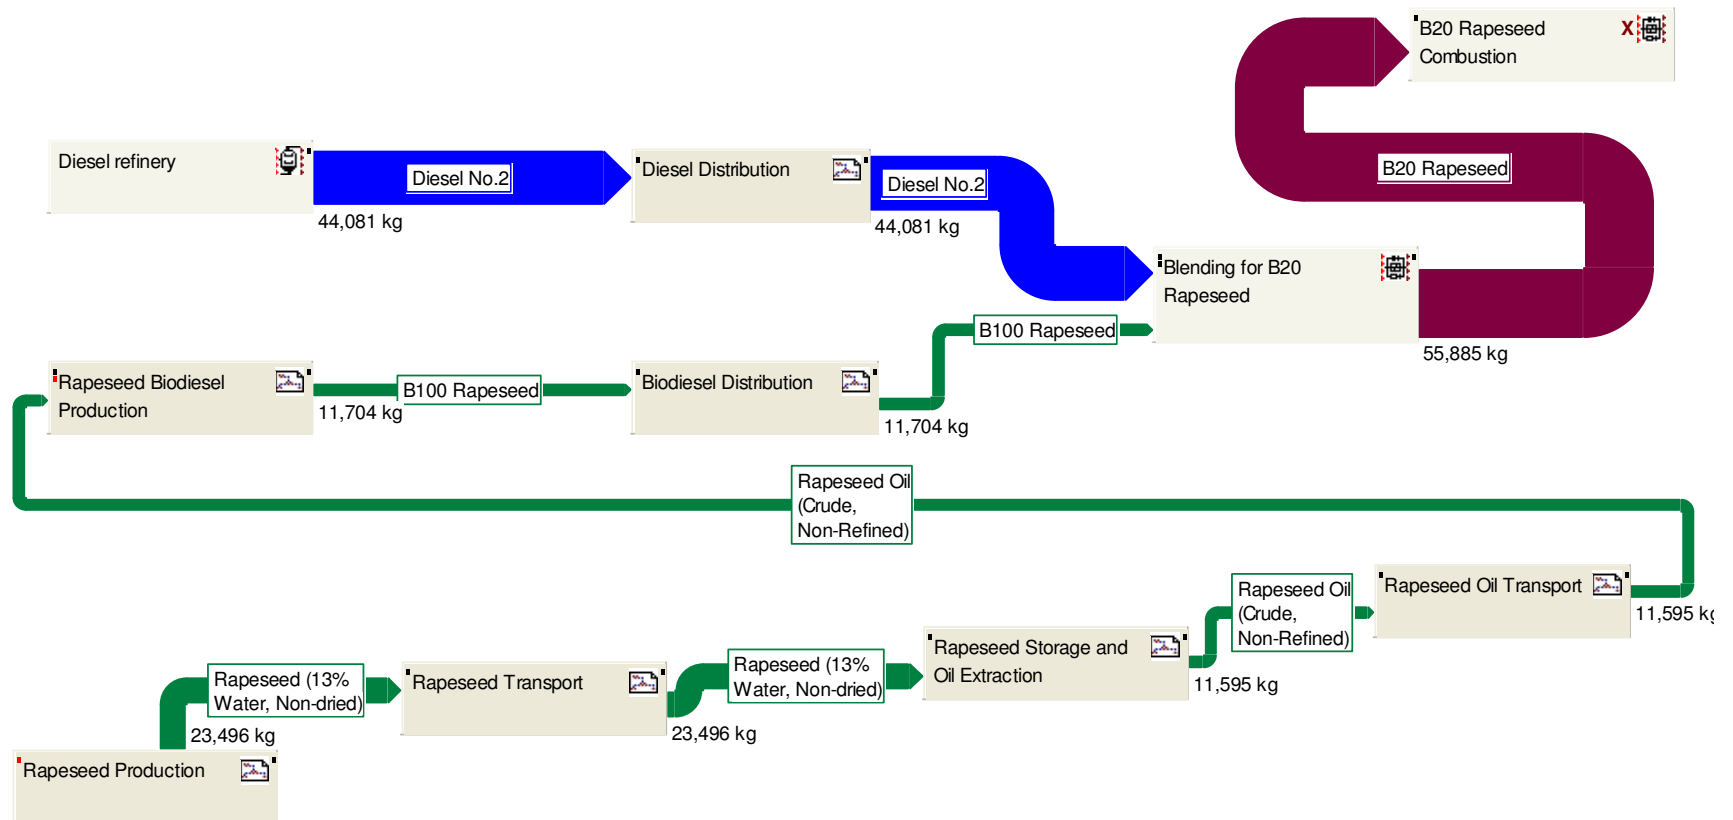 B20 Rapeseed
Combustion
X
Diesel refinery
Diesel No.2
44,081 kg
Diesel Distribution
Diesel No.2
44,081 kg
B20 Rapeseed
Blending for B20
Rapeseed
55,885 kg
B100 Rapeseed
Rapeseed Biodiesel
Production
B100 Rapeseed
11,704 kg
Biodiesel Distribution
11,704 kg
Rapeseed Oil
(Crude,
Non-Refined)
Rapeseed Oil Transport
11,595 kg
Rapeseed Oil
(Crude,
Non-Refined)
Rapeseed Storage and
Oil Extraction
11,595 kg
Rapeseed (13%
Water, Non-dried)
Rapeseed Transport
23,496 kg
Rapeseed (13%
Water, Non-dried)
23,496 kg
Rapeseed Production